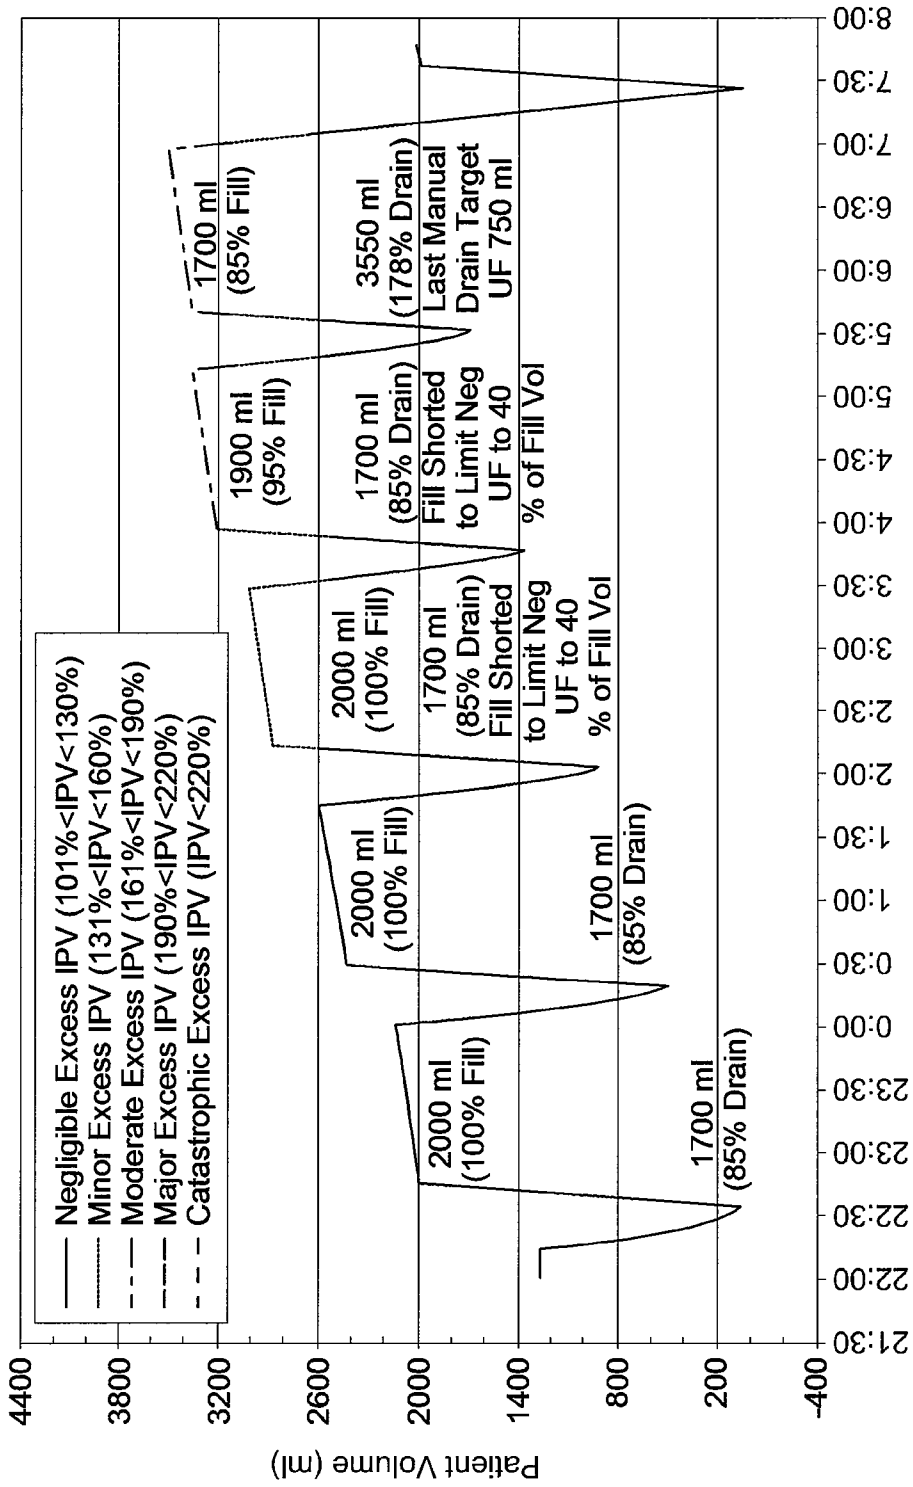 Negligible Excess IPV (101%<IPV<130%)
Minor Excess IPV (131%<IPV<160%)
Moderate Excess IPV (161%<IPV<190%)
Major Excess IPV (190%<IPV<220%)
Catastrophic Excess IPV (IPV<220%)
4400
3800
3200
2600
2000
1400
800
200
-400
Patient Volume (ml)
1700 ml
(85% Drain)
2000 ml
(100% Fill)
1700 ml
(85% Drain)
2000 ml
(100% Fill)
1700 ml
(85% Drain)
Fill Shorted
to Limit Neg
UF to 40
% of Fill Vol
2000 ml
(100% Fill)
1700 ml
(85% Drain)
Fill Shorted
to Limit Neg
UF to 40
% of Fill Vol
1900 ml
(95% Fill)
3550 ml
(178% Drain)
Last Manual
Drain Target
UF 750 ml
1700 ml
(85% Fill)
21:30
22:00
22:30
23:00
23:30
0:00
0:30
1:00
1:30
2:00
2:30
3:00
3:30
4:00
4:30
5:00
5:30
6:00
6:30
7:00
7:30
8:00